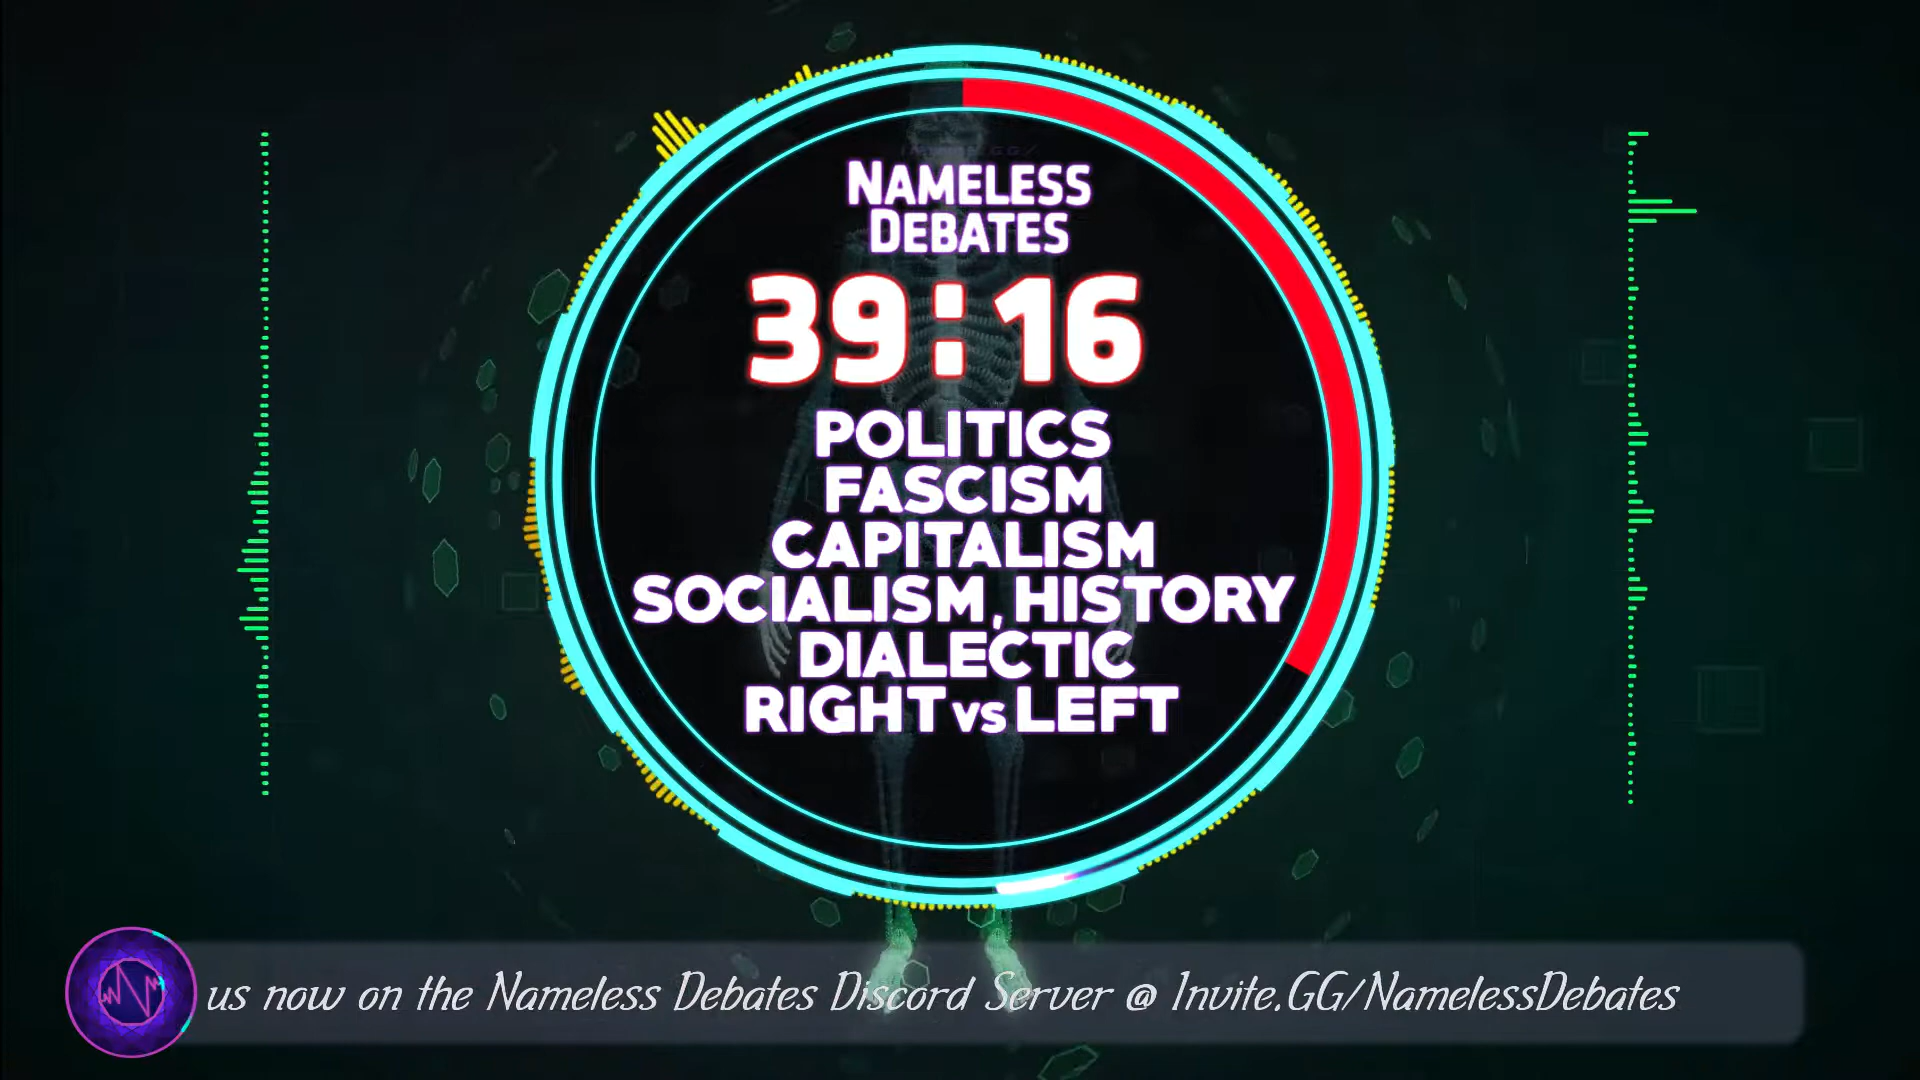 NAMELESS
DEBATES
39:16
POLITICS
FASCISM
CAPITALISM
SOCIALISM, HISTORY
DIALECTIC
RIGHT vs LEFT
us now on the Nameless Debates Discord Server @ Invite.GG/NamelessDebates